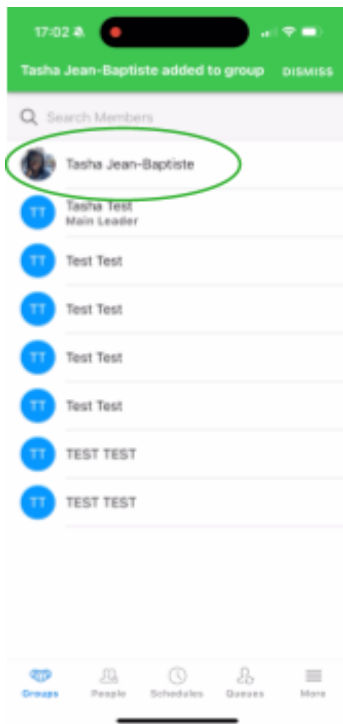 17:02
Tasha Jean-Baptiste added to group DISMISS
Search Members
Tasha Jean-Baptiste
TT Tasha Test
Main Leader
TT Test Test
TT Test Test
TT Test Test
TT Test Test
TT TEST TEST
TT TEST TEST
Groups People Schedules Queues More